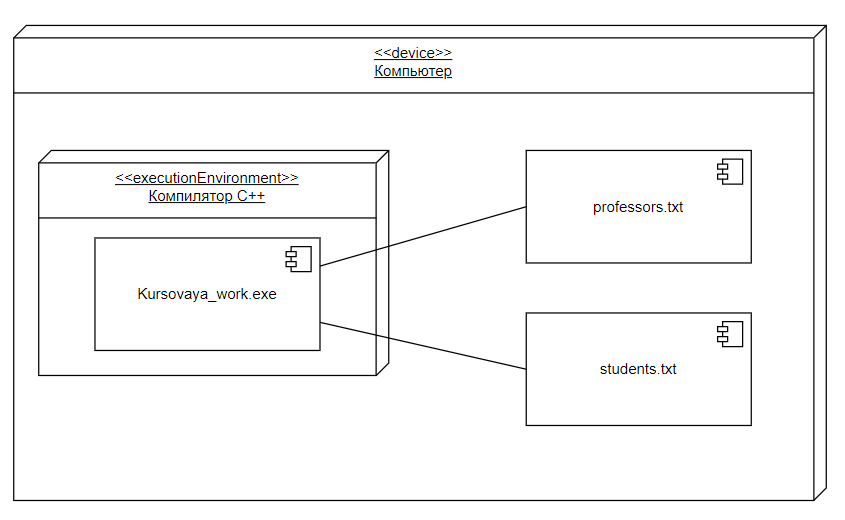 <<device>>
Компьютер
<<executionEnvironment>>
Компилятор С++
Kursovaya_work.exe
professors.txt
students.txt